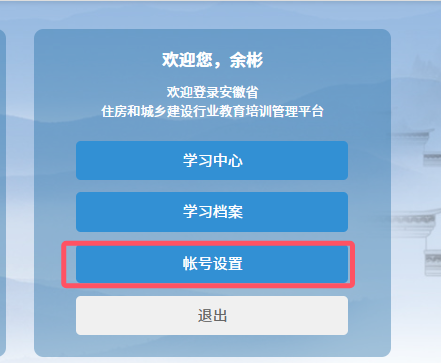 欢迎您，余彬
欢迎登录安徽省
住房和城乡建设行业教育培训管理平台
学习中心
学习档案
帐号设置
退出